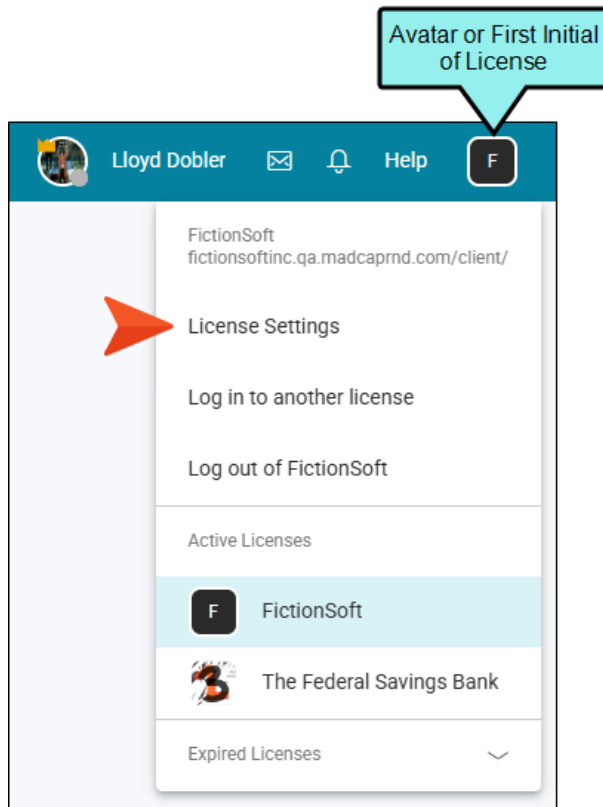 Avatar or First Initial
of License
Lloyd Dobler Help F
FictionSoft
fictionsoftinc.qa.madcaprnd.com/client/
License Settings
Log in to another license
Log out of FictionSoft
Active Licenses
F FictionSoft
The Federal Savings Bank
Expired Licenses